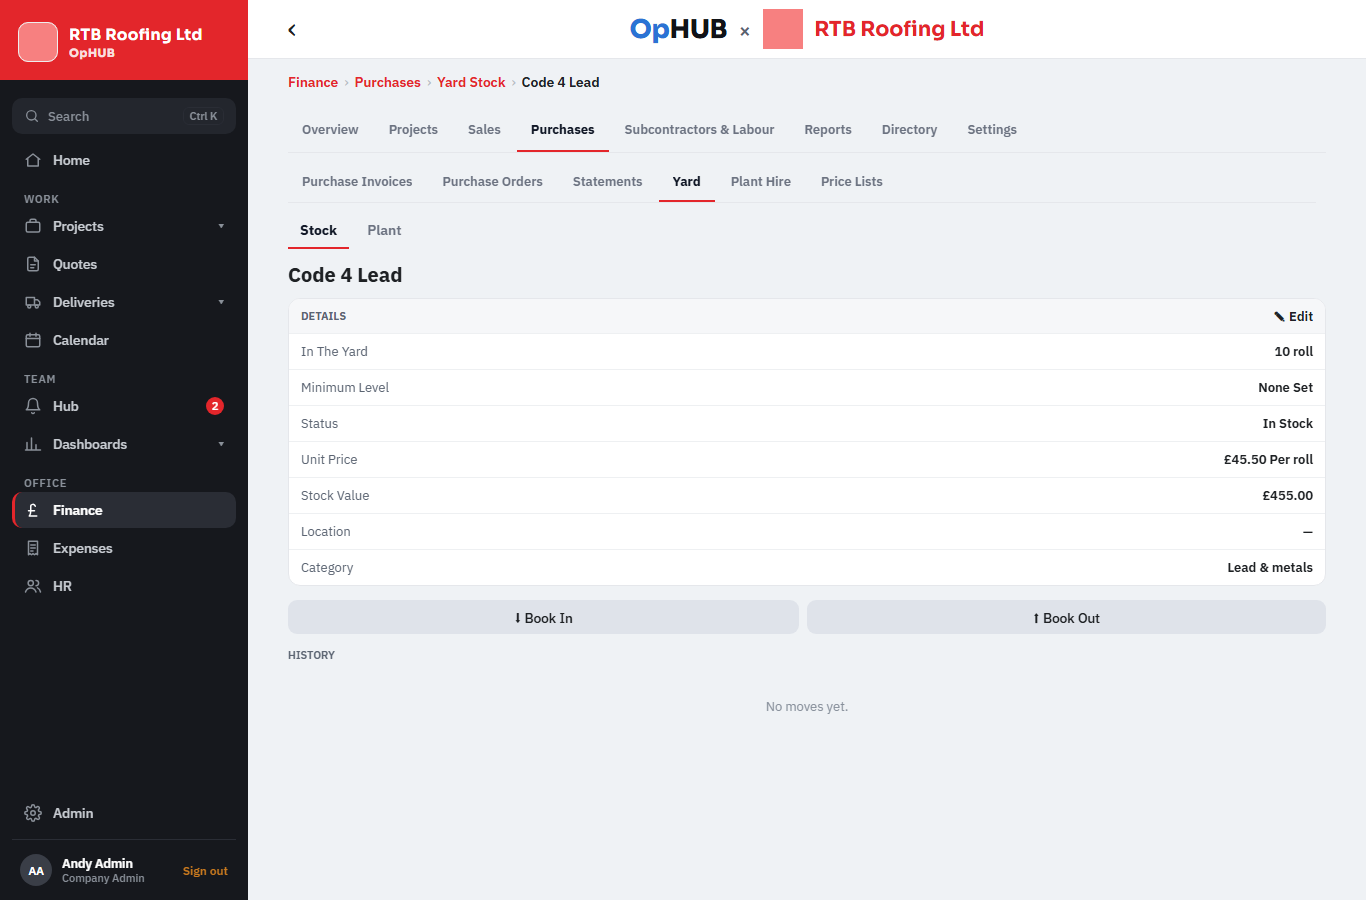 RTB Roofing Ltd
OpHUB
Search Ctrl K
Home
WORK
Projects
Quotes
Deliveries
Calendar
TEAM
Hub 2
Dashboards
OFFICE
£ Finance
Expenses
HR
Admin
AA Andy Admin
Company Admin
Sign out
OpHUB × RTB Roofing Ltd
Finance › Purchases › Yard Stock › Code 4 Lead
Overview Projects Sales Purchases Subcontractors & Labour Reports Directory Settings
Purchase Invoices Purchase Orders Statements Yard Plant Hire Price Lists
Stock Plant
Code 4 Lead
DETAILS Edit
In The Yard 10 roll
Minimum Level None Set
Status In Stock
Unit Price £45.50 Per roll
Stock Value £455.00
Location —
Category Lead & metals
Book In Book Out
HISTORY
No moves yet.